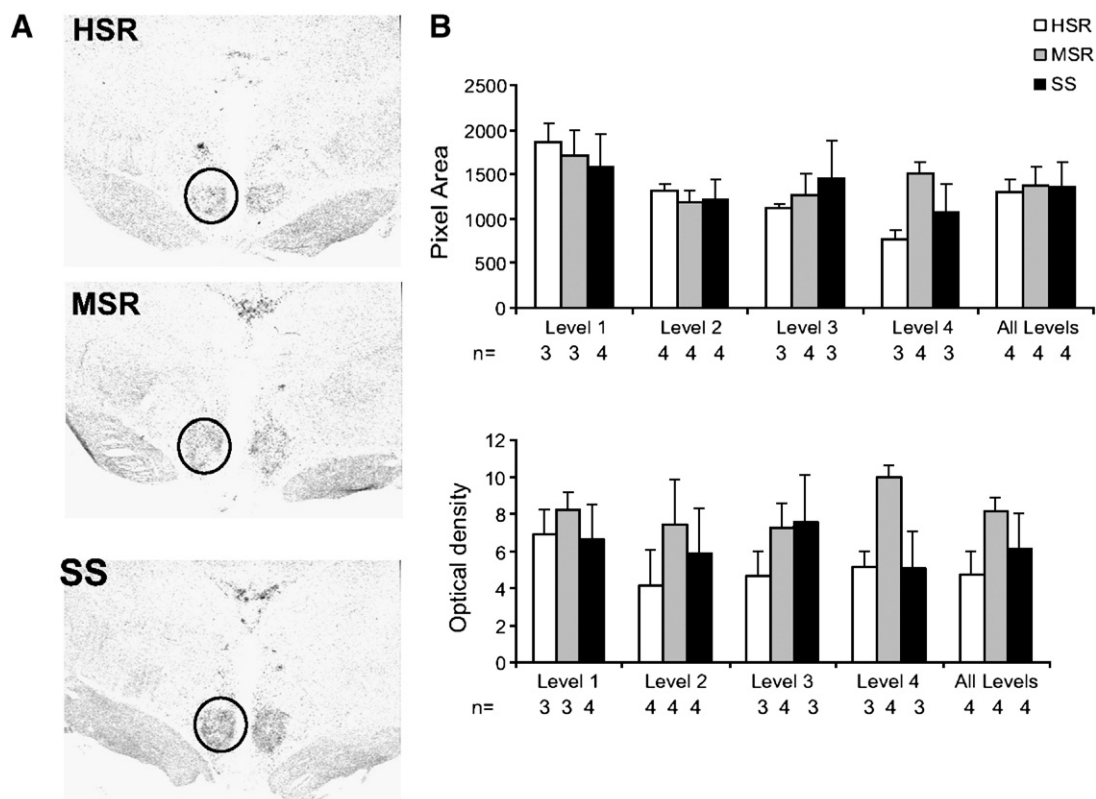 A
HSR
MSR
SS
B
HSR
MSR
SS
Pixel Area
2500
2000
1500
1000
500
0
Level 1 Level 2 Level 3 Level 4 All Levels
n= 3 3 4 4 4 4 3 4 3 3 4 3 4 4 4
Optical density
12
10
8
6
4
2
0
Level 1 Level 2 Level 3 Level 4 All Levels
n= 3 3 4 4 4 4 3 4 3 3 4 3 4 4 4